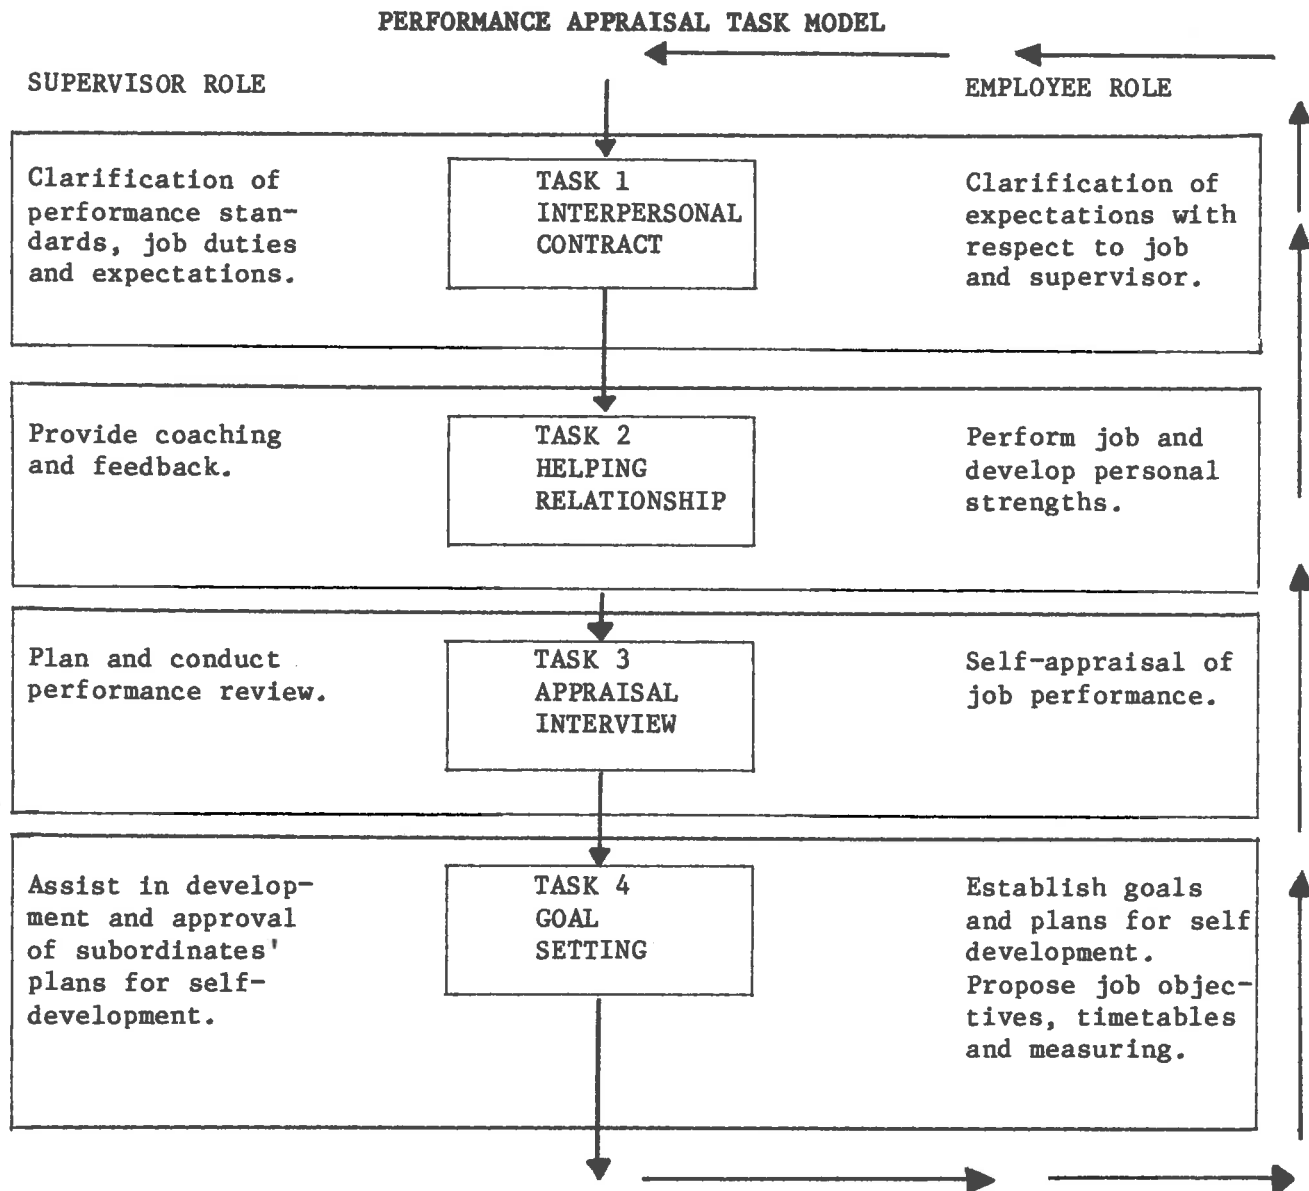 PERFORMANCE APPRAISAL TASK MODEL
SUPERVISOR ROLE
EMPLOYEE ROLE
Clarification of
performance stan-
dards, job duties
and expectations.
TASK 1
INTERPERSONAL
CONTRACT
Clarification of
expectations with
respect to job
and supervisor.
Provide coaching
and feedback.
TASK 2
HELPING
RELATIONSHIP
Perform job and
develop personal
strengths.
Plan and conduct
performance review.
TASK 3
APPRAISAL
INTERVIEW
Self-appraisal of
job performance.
Assist in develop-
ment and approval
of subordinates'
plans for self-
development.
TASK 4
GOAL
SETTING
Establish goals
and plans for self
development.
Propose job objec-
tives, timetables
and measuring.